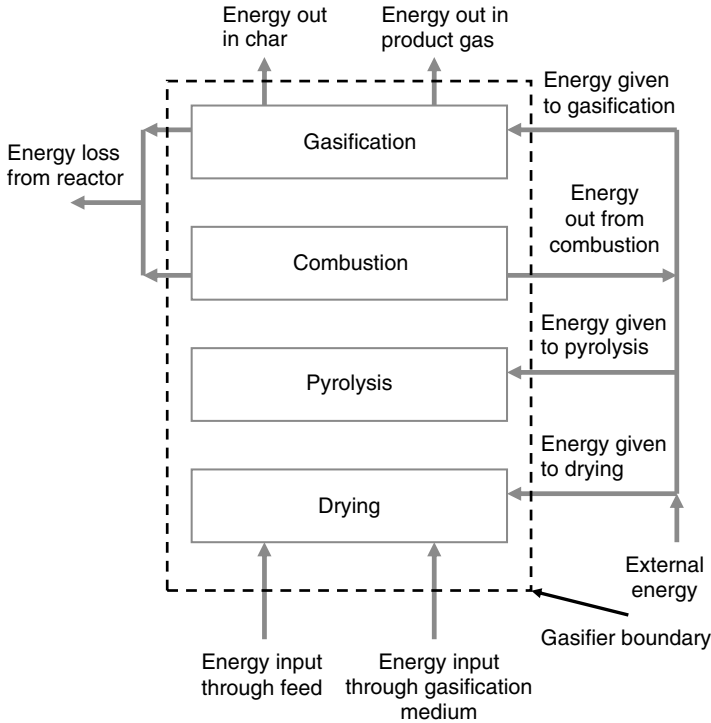 Energy out
in char
Energy out in
product gas
Energy given
to gasification
Gasification
Energy loss
from reactor
Energy
out from
combustion
Combustion
Energy given
to pyrolysis
Pyrolysis
Energy given
to drying
Drying
External
energy
Gasifier boundary
Energy input
through feed
Energy input
through gasification
medium